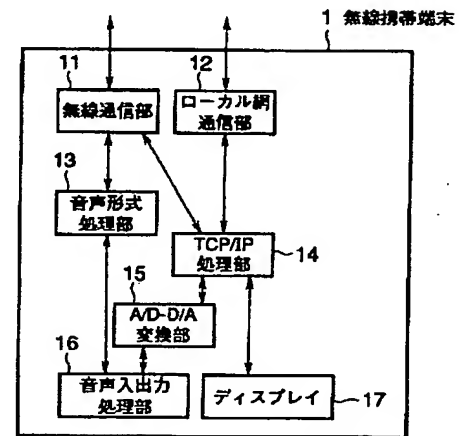 1 無線携帯端末
11
無線通信部
12
ローカル網
通信部
13
音声形式
処理部
TCP/IP
処理部
14
15
A/D-D/A
変換部
16
音声入出力
処理部
ディスプレイ
17